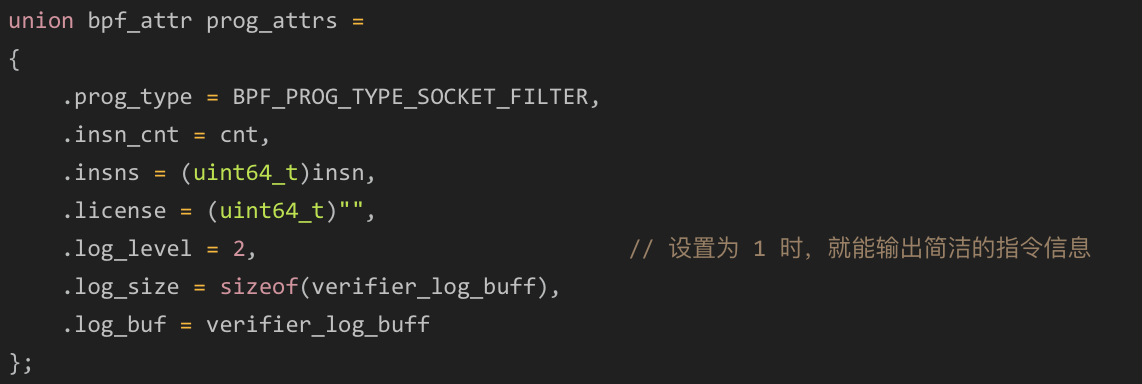 union bpf_attr prog_attrs =
{
    .prog_type = BPF_PROG_TYPE_SOCKET_FILTER,
    .insn_cnt = cnt,
    .insns = (uint64_t)insn,
    .license = (uint64_t)"",
    .log_level = 2,                            // 设置为 1 时，就能输出简洁的指令信息
    .log_size = sizeof(verifier_log_buff),
    .log_buf = verifier_log_buff
};